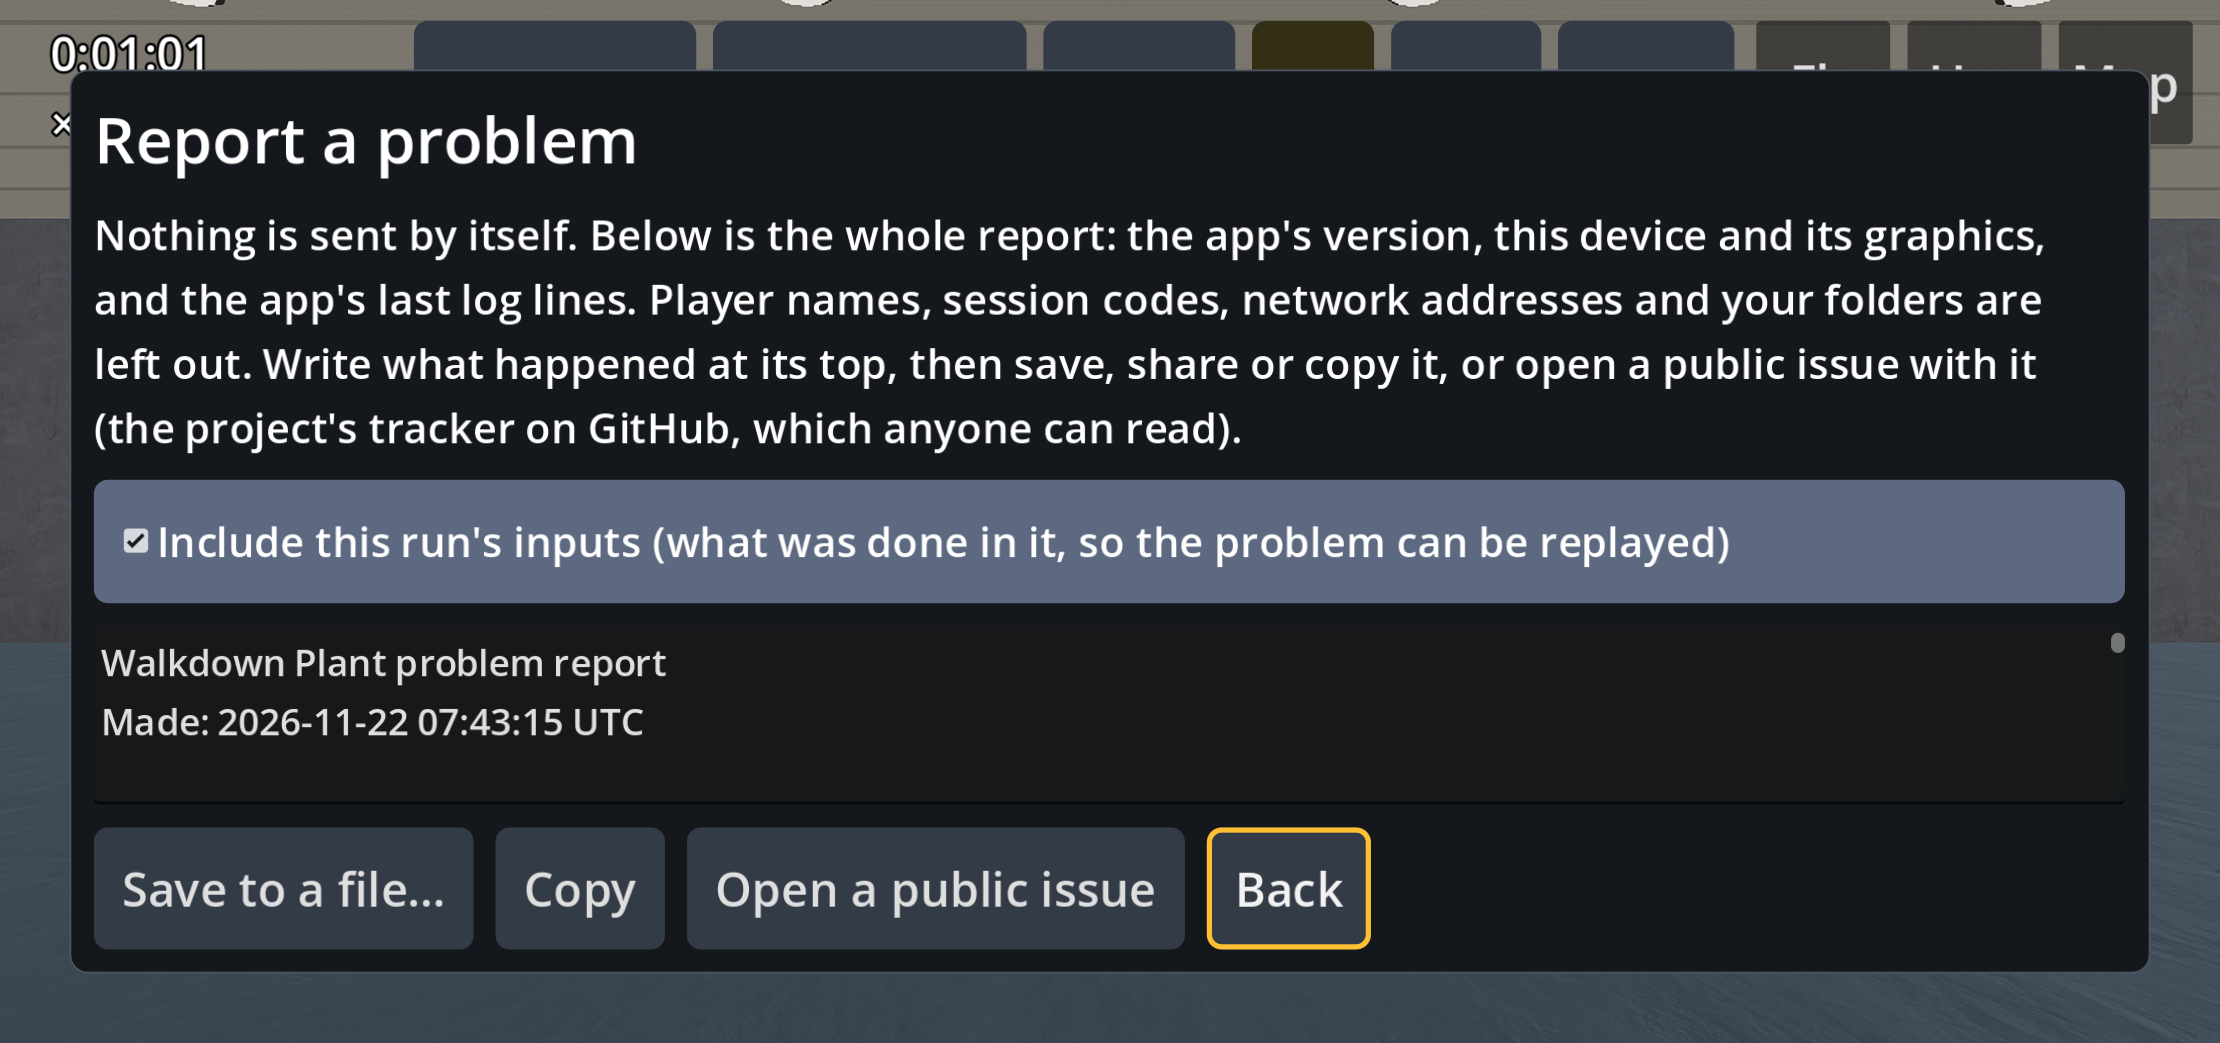 0:01:01
×
p
Report a problem
Nothing is sent by itself. Below is the whole report: the app's version, this device and its graphics,
and the app's last log lines. Player names, session codes, network addresses and your folders are
left out. Write what happened at its top, then save, share or copy it, or open a public issue with it
(the project's tracker on GitHub, which anyone can read).
Include this run's inputs (what was done in it, so the problem can be replayed)
Walkdown Plant problem report
Made: 2026-11-22 07:43:15 UTC
Save to a file... Copy Open a public issue Back